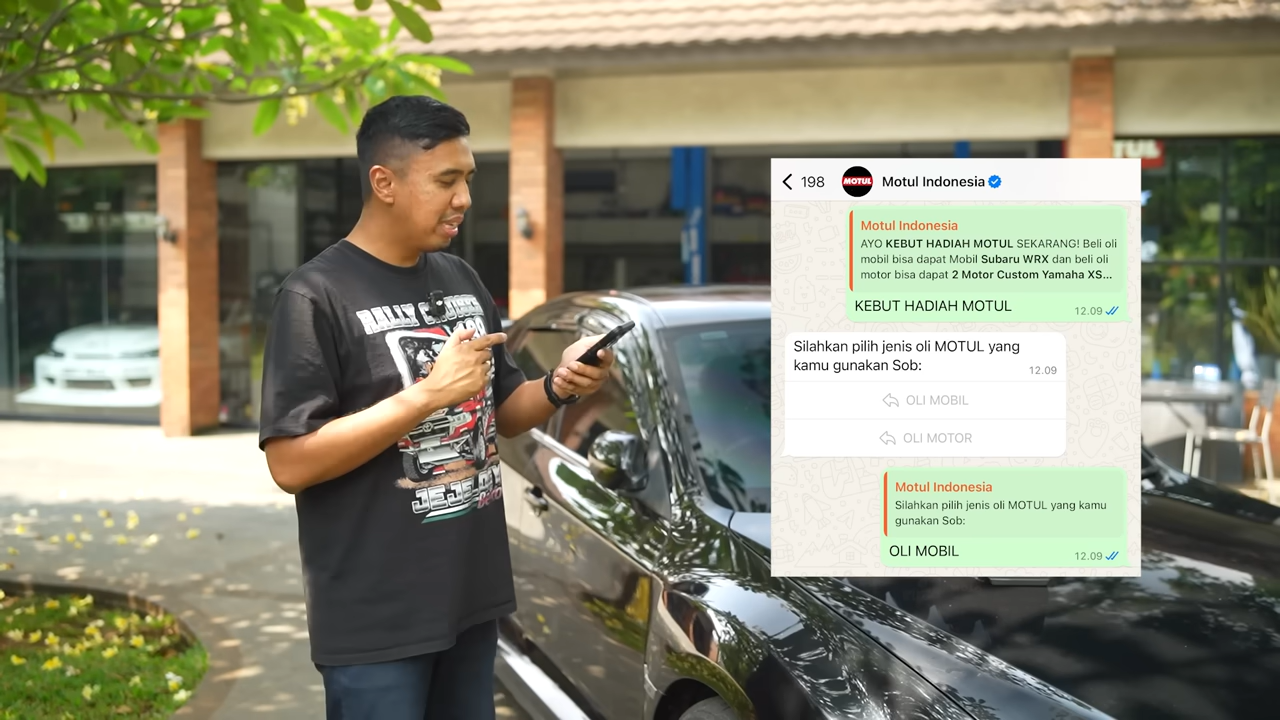 198
MOTUL
Motul Indonesia
Motul Indonesia
AYO KEBUT HADIAH MOTUL SEKARANG! Beli oli
mobil bisa dapat Mobil Subaru WRX dan beli oli
motor bisa dapat 2 Motor Custom Yamaha XS...
KEBUT HADIAH MOTUL
12.09
Silahkan pilih jenis oli MOTUL yang
kamu gunakan Sob:
12.09
OLI MOBIL
OLI MOTOR
Motul Indonesia
Silahkan pilih jenis oli MOTUL yang kamu
gunakan Sob:
OLI MOBIL
12.09
RALLY